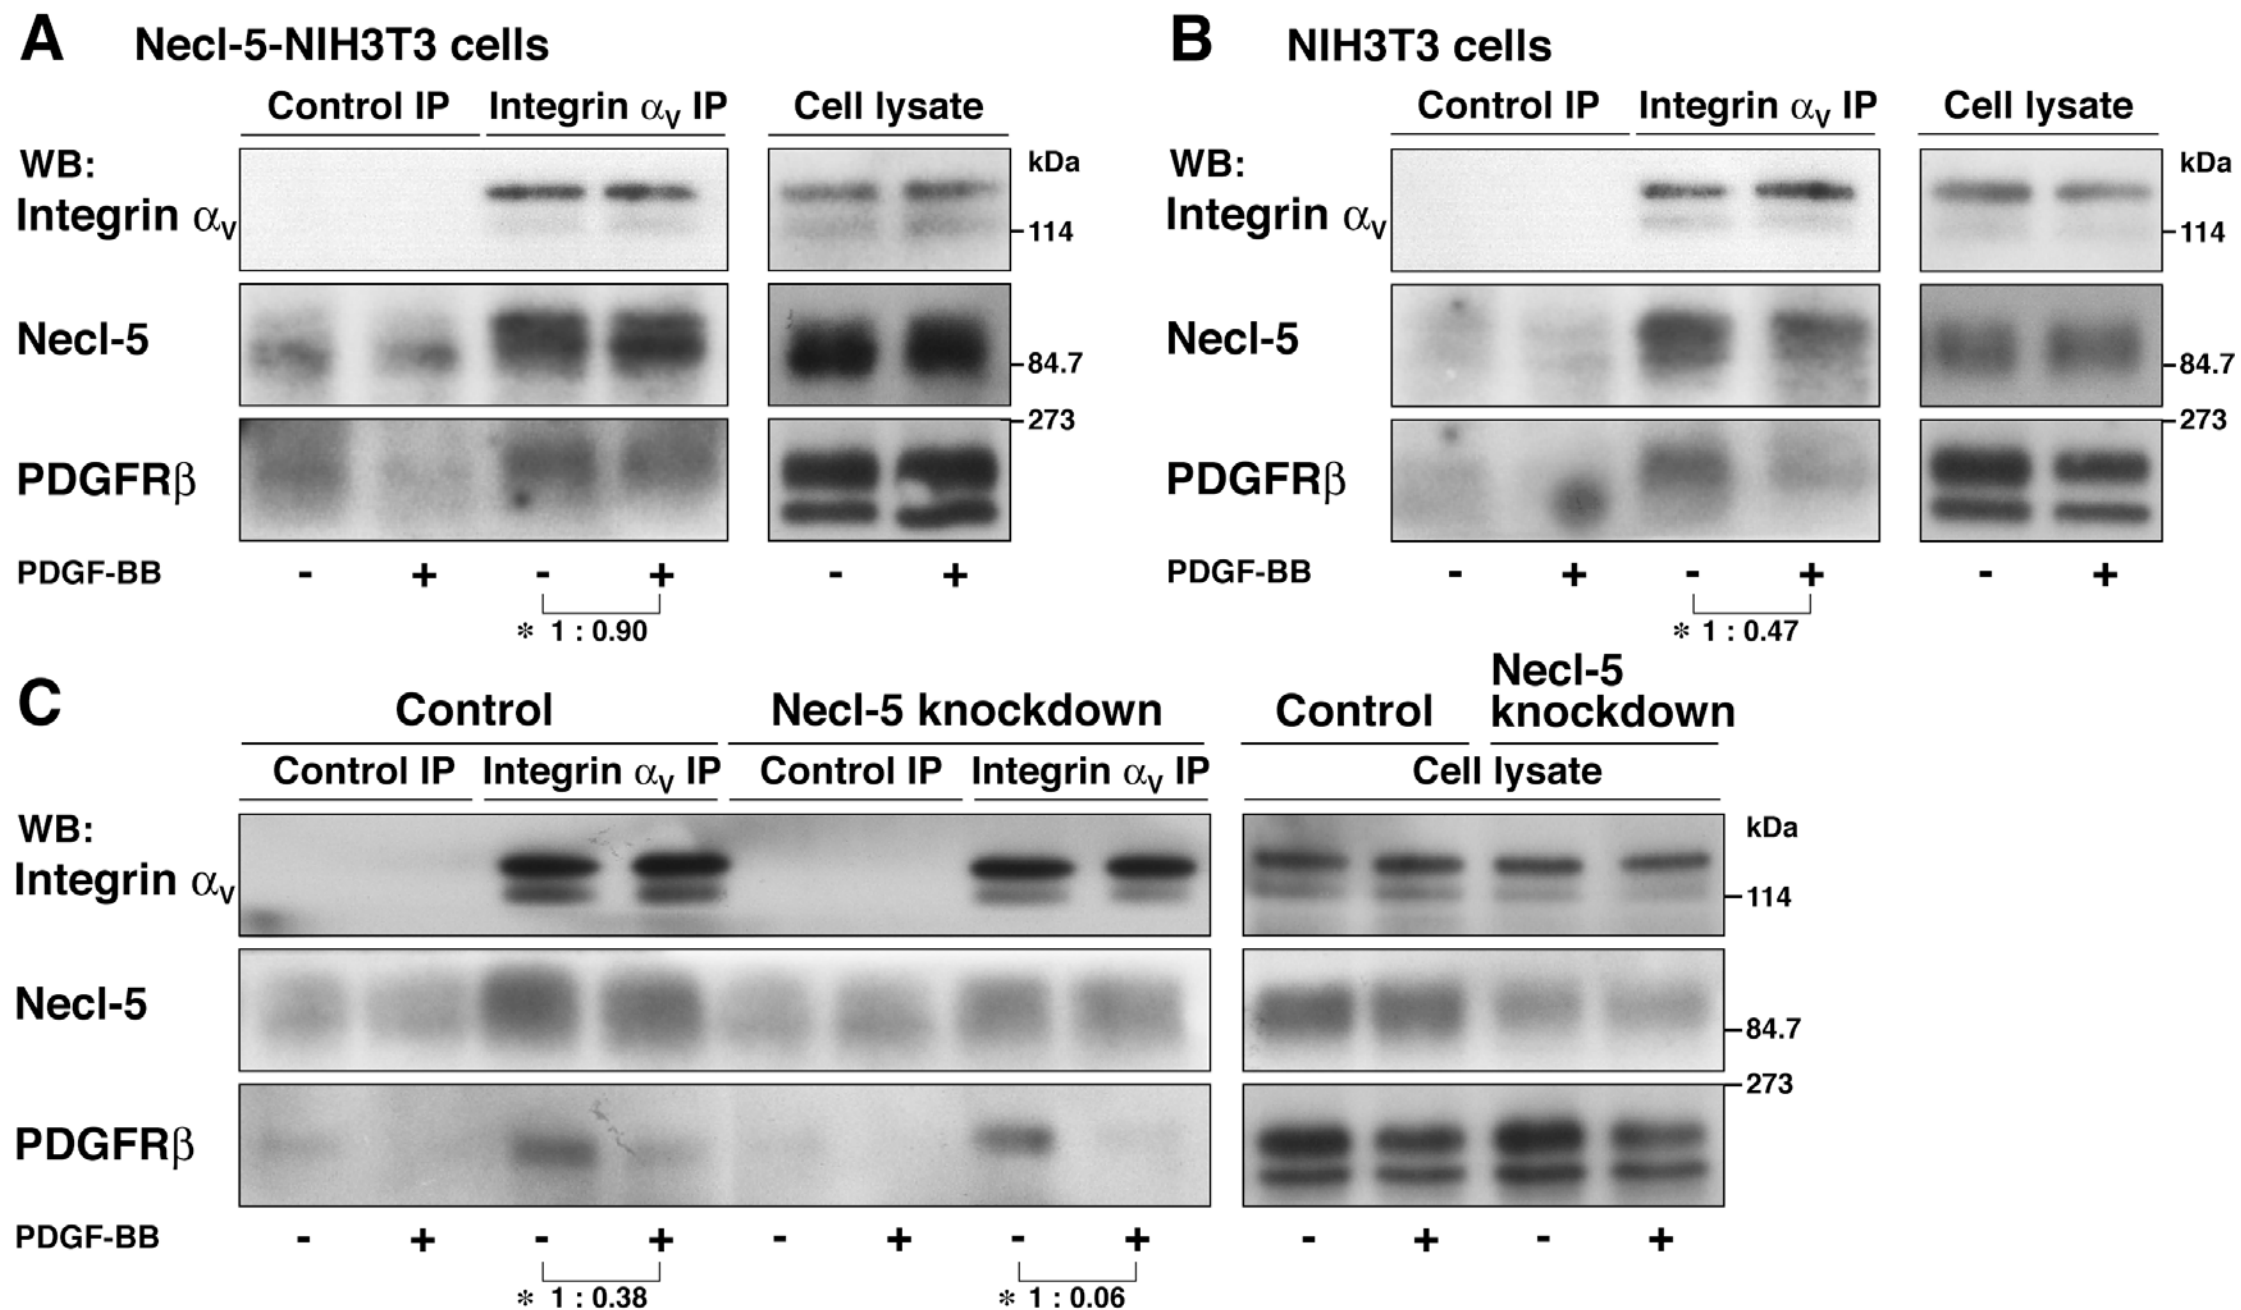 A Necl-5-NIH3T3 cells
Control IP Integrin αV IP Cell lysate
WB:
kDa
Integrin αV
114
Necl-5
84.7
273
PDGFRβ
PDGF-BB - + - + - +
* 1 : 0.90
B NIH3T3 cells
Control IP Integrin αV IP Cell lysate
WB:
kDa
Integrin αV
114
Necl-5
84.7
273
PDGFRβ
PDGF-BB - + - + - +
* 1 : 0.47
C
Control Necl-5 knockdown Control Necl-5
knockdown
Control IP Integrin αV IP Control IP Integrin αV IP Cell lysate
WB:
kDa
Integrin αV
114
Necl-5
84.7
273
PDGFRβ
PDGF-BB - + - + - + - + - + - +
* 1 : 0.38 * 1 : 0.06